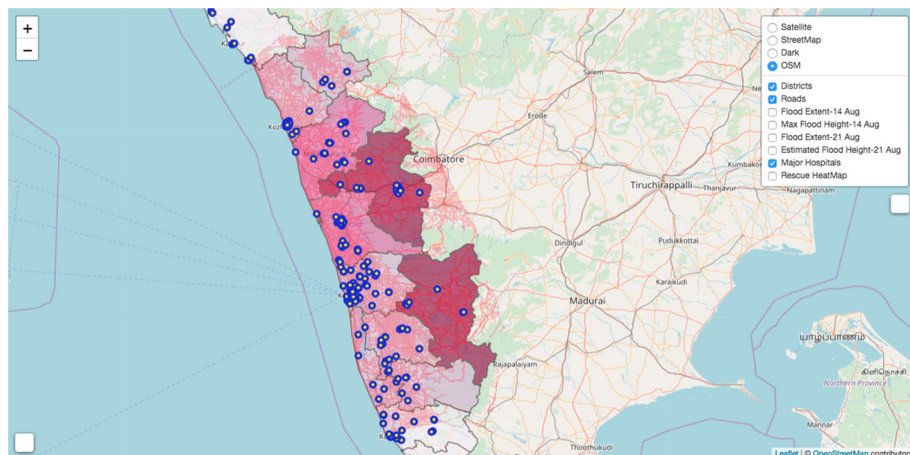 +
−
Satellite
StreetMap
Dark
OSM
Districts
Roads
Flood Extent-14 Aug
Max Flood Height-14 Aug
Flood Extent-21 Aug
Estimated Flood Height-21 Aug
Major Hospitals
Rescue HeatMap
Salem
Erode
Coimbatore
Tiruchirappalli
Thanjavur
Nagapattinam
Dindigul
Pudukkottai
Karaikudi
Madurai
Rajapalaiyam
யாழ்ப்பாணம்
கிளிநொச்சி
Northern Province
Mannar
Thoothukudi
Leaflet | © OpenStreetMap contributors